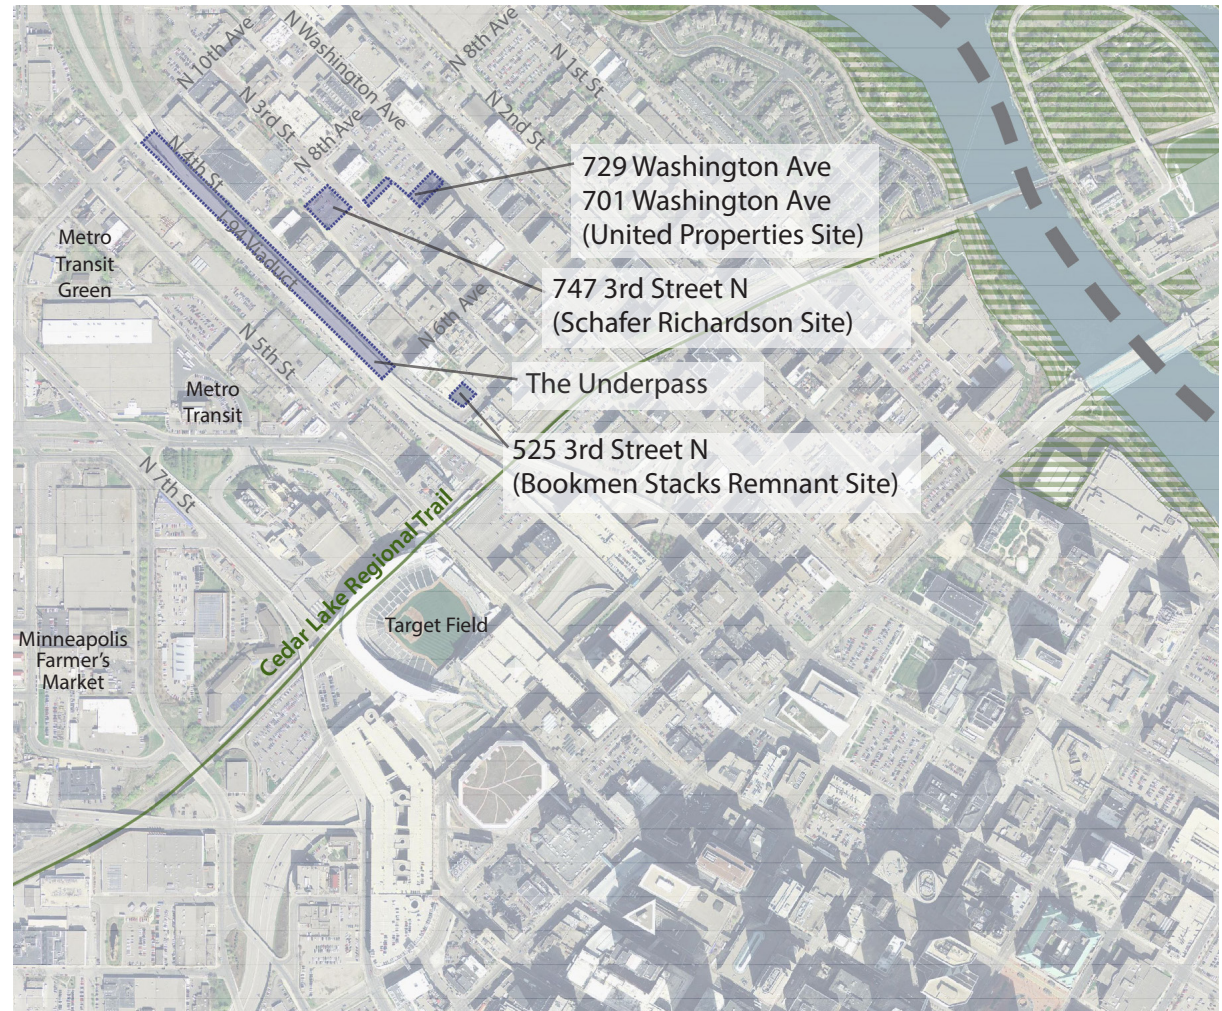 N 10th Ave
N Washington Ave
N 8th Ave
N 1st St
N 3rd St
N 8th Ave
N 2nd St
N 4th St
I-94 Viaduct
729 Washington Ave
701 Washington Ave
(United Properties Site)
Metro
Transit
Green
747 3rd Street N
(Schafer Richardson Site)
N 6th Ave
N 5th St
The Underpass
Metro
Transit
525 3rd Street N
(Bookmen Stacks Remnant Site)
N 7th St
Cedar Lake Regional Trail
Target Field
Minneapolis
Farmer's
Market